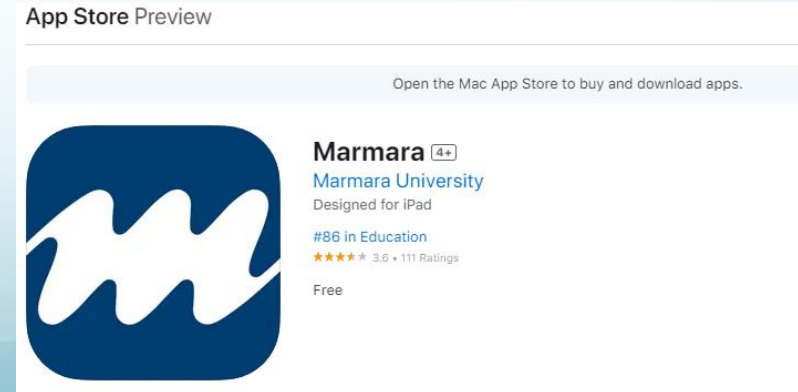 App Store Preview
Open the Mac App Store to buy and download apps.
Marmara 4+
Marmara University
Designed for iPad
#86 in Education
3.6 • 111 Ratings
Free